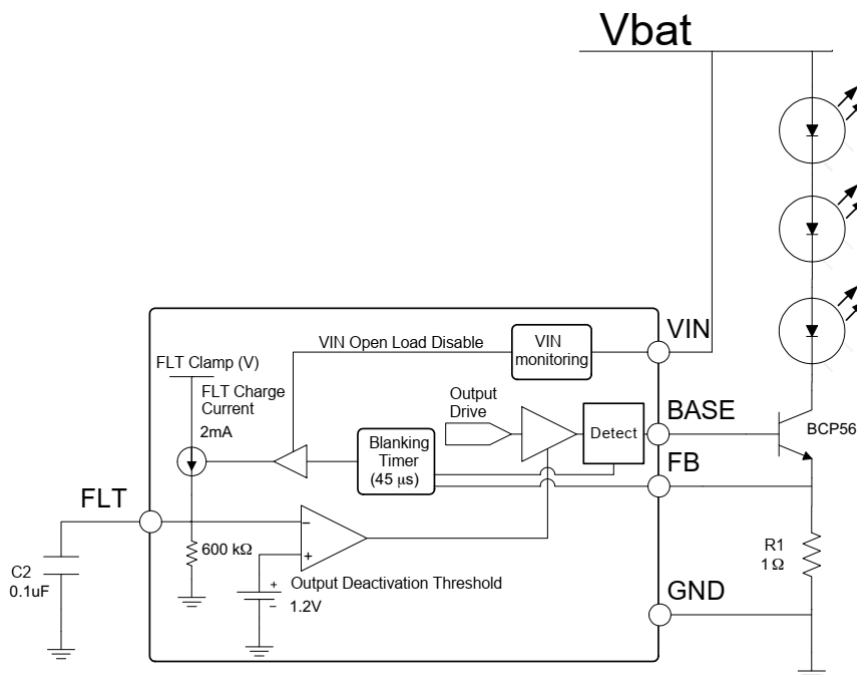 Vbat
VIN
VIN Open Load Disable
VIN
monitoring
FLT Clamp (V)
FLT Charge
Current
2mA
Output
Drive
BASE
Detect
BCP56
Blanking
Timer
(45 µs)
FB
FLT
600 kΩ
R1
1 Ω
C2
0.1uF
Output Deactivation Threshold
1.2V
GND